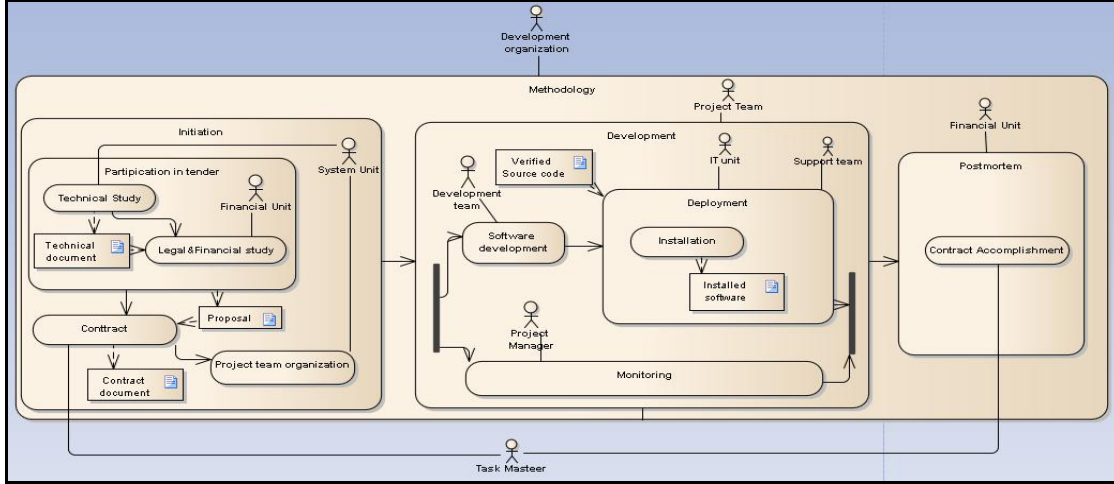 Development
organization
Methodology
Initiation
System Unit
Partipication in tender
Technical Study
Financial Unit
Technical
document
Legal &Financial study
Proposal
Conttract
Project team organization
Contract
document
Project Team
Development
Development
team
Verified
Source code
IT unit
Support team
Deployment
Software
development
Installation
Installed
software
Project
Manager
Monitoring
Financial Unit
Postmortem
Contract Accomplishment
Task Masteer